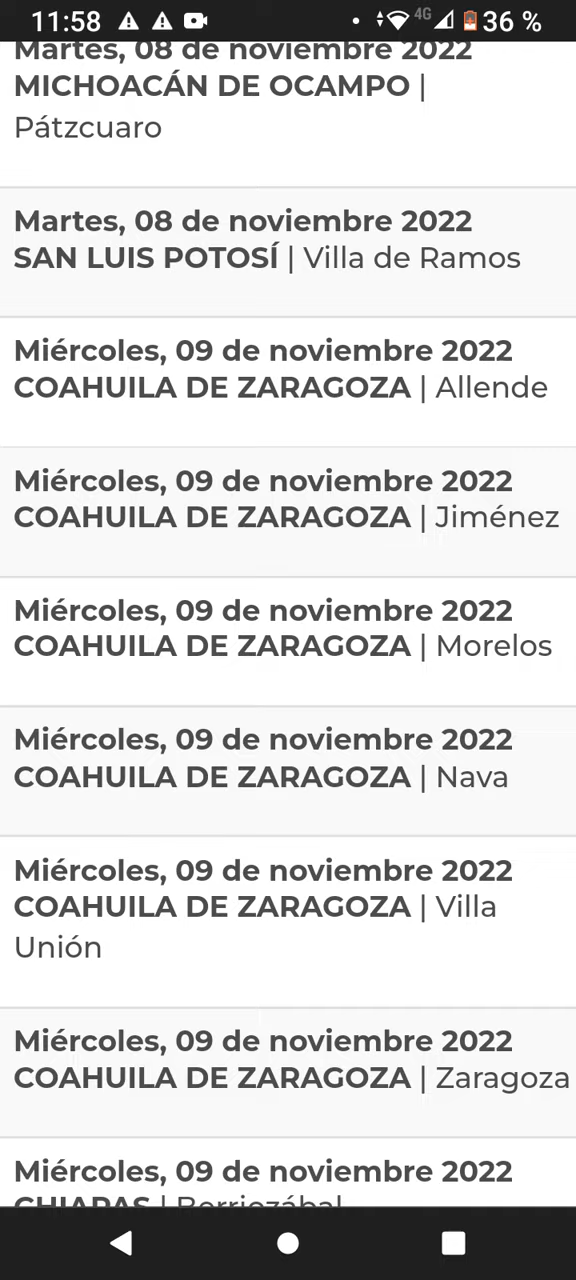 11:58 4G 36 %
Martes, 08 de noviembre 2022
MICHOACÁN DE OCAMPO |
Pátzcuaro
Martes, 08 de noviembre 2022
SAN LUIS POTOSÍ | Villa de Ramos
Miércoles, 09 de noviembre 2022
COAHUILA DE ZARAGOZA | Allende
Miércoles, 09 de noviembre 2022
COAHUILA DE ZARAGOZA | Jiménez
Miércoles, 09 de noviembre 2022
COAHUILA DE ZARAGOZA | Morelos
Miércoles, 09 de noviembre 2022
COAHUILA DE ZARAGOZA | Nava
Miércoles, 09 de noviembre 2022
COAHUILA DE ZARAGOZA | Villa
Unión
Miércoles, 09 de noviembre 2022
COAHUILA DE ZARAGOZA | Zaragoza
Miércoles, 09 de noviembre 2022
CHIAPAS | Berriozábal